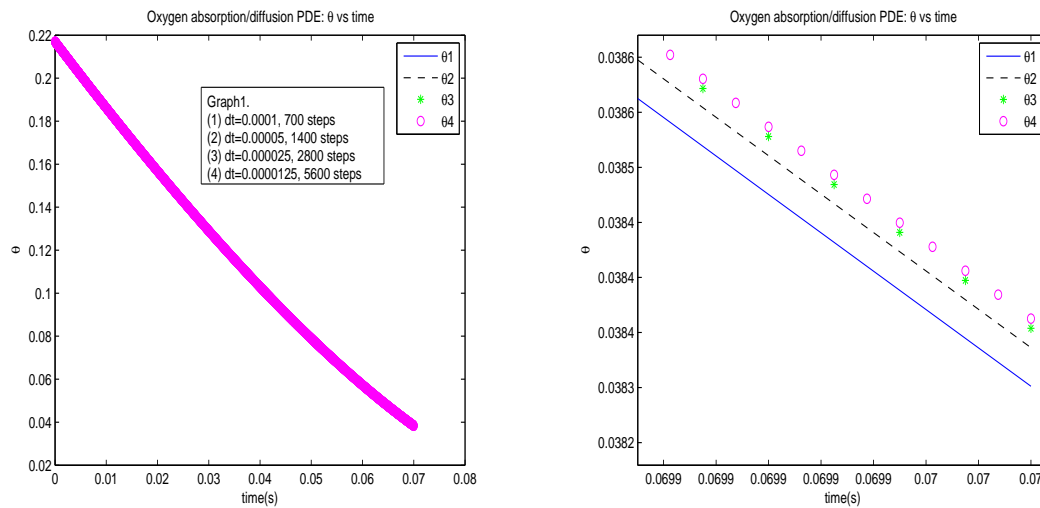 Oxygen absorption/diffusion PDE: θ vs time
0.22
0.2
0.18
0.16
0.14
0.12
0.1
0.08
0.06
0.04
0.02
θ
0 0.01 0.02 0.03 0.04 0.05 0.06 0.07 0.08
time(s)
θ1
θ2
θ3
θ4
Graph1.
(1) dt=0.0001, 700 steps
(2) dt=0.00005, 1400 steps
(3) dt=0.000025, 2800 steps
(4) dt=0.0000125, 5600 steps
Oxygen absorption/diffusion PDE: θ vs time
0.0386
0.0386
0.0385
0.0384
0.0384
0.0384
0.0383
0.0382
θ
0.0699 0.0699 0.0699 0.0699 0.0699 0.07 0.07 0.07
time(s)
θ1
θ2
θ3
θ4